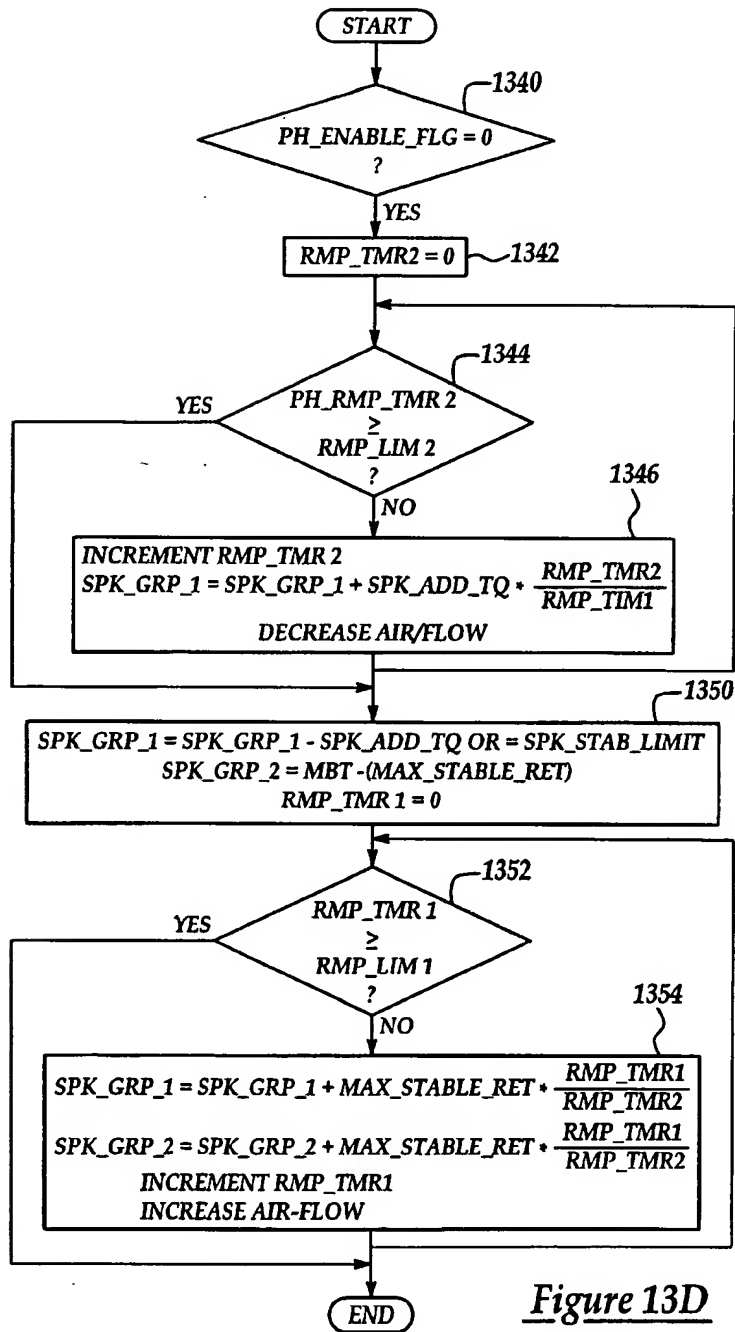 START
1340
PH_ENABLE_FLG = 0
?
YES
RMP_TMR2 = 0
1342
1344
PH_RMP_TMR 2
≥
RMP_LIM 2
?
YES
NO
1346
INCREMENT RMP_TMR 2
SPK_GRP_1 = SPK_GRP_1 + SPK_ADD_TQ * RMP_TMR2
RMP_TIM1
DECREASE AIR/FLOW
1350
SPK_GRP_1 = SPK_GRP_1 - SPK_ADD_TQ OR = SPK_STAB_LIMIT
SPK_GRP_2 = MBT -(MAX_STABLE_RET)
RMP_TMR 1 = 0
1352
RMP_TMR 1
≥
RMP_LIM 1
?
YES
NO
1354
SPK_GRP_1 = SPK_GRP_1 + MAX_STABLE_RET * RMP_TMR1
RMP_TMR2
SPK_GRP_2 = SPK_GRP_2 + MAX_STABLE_RET * RMP_TMR1
RMP_TMR2
INCREMENT RMP_TMR1
INCREASE AIR-FLOW
END
Figure 13D